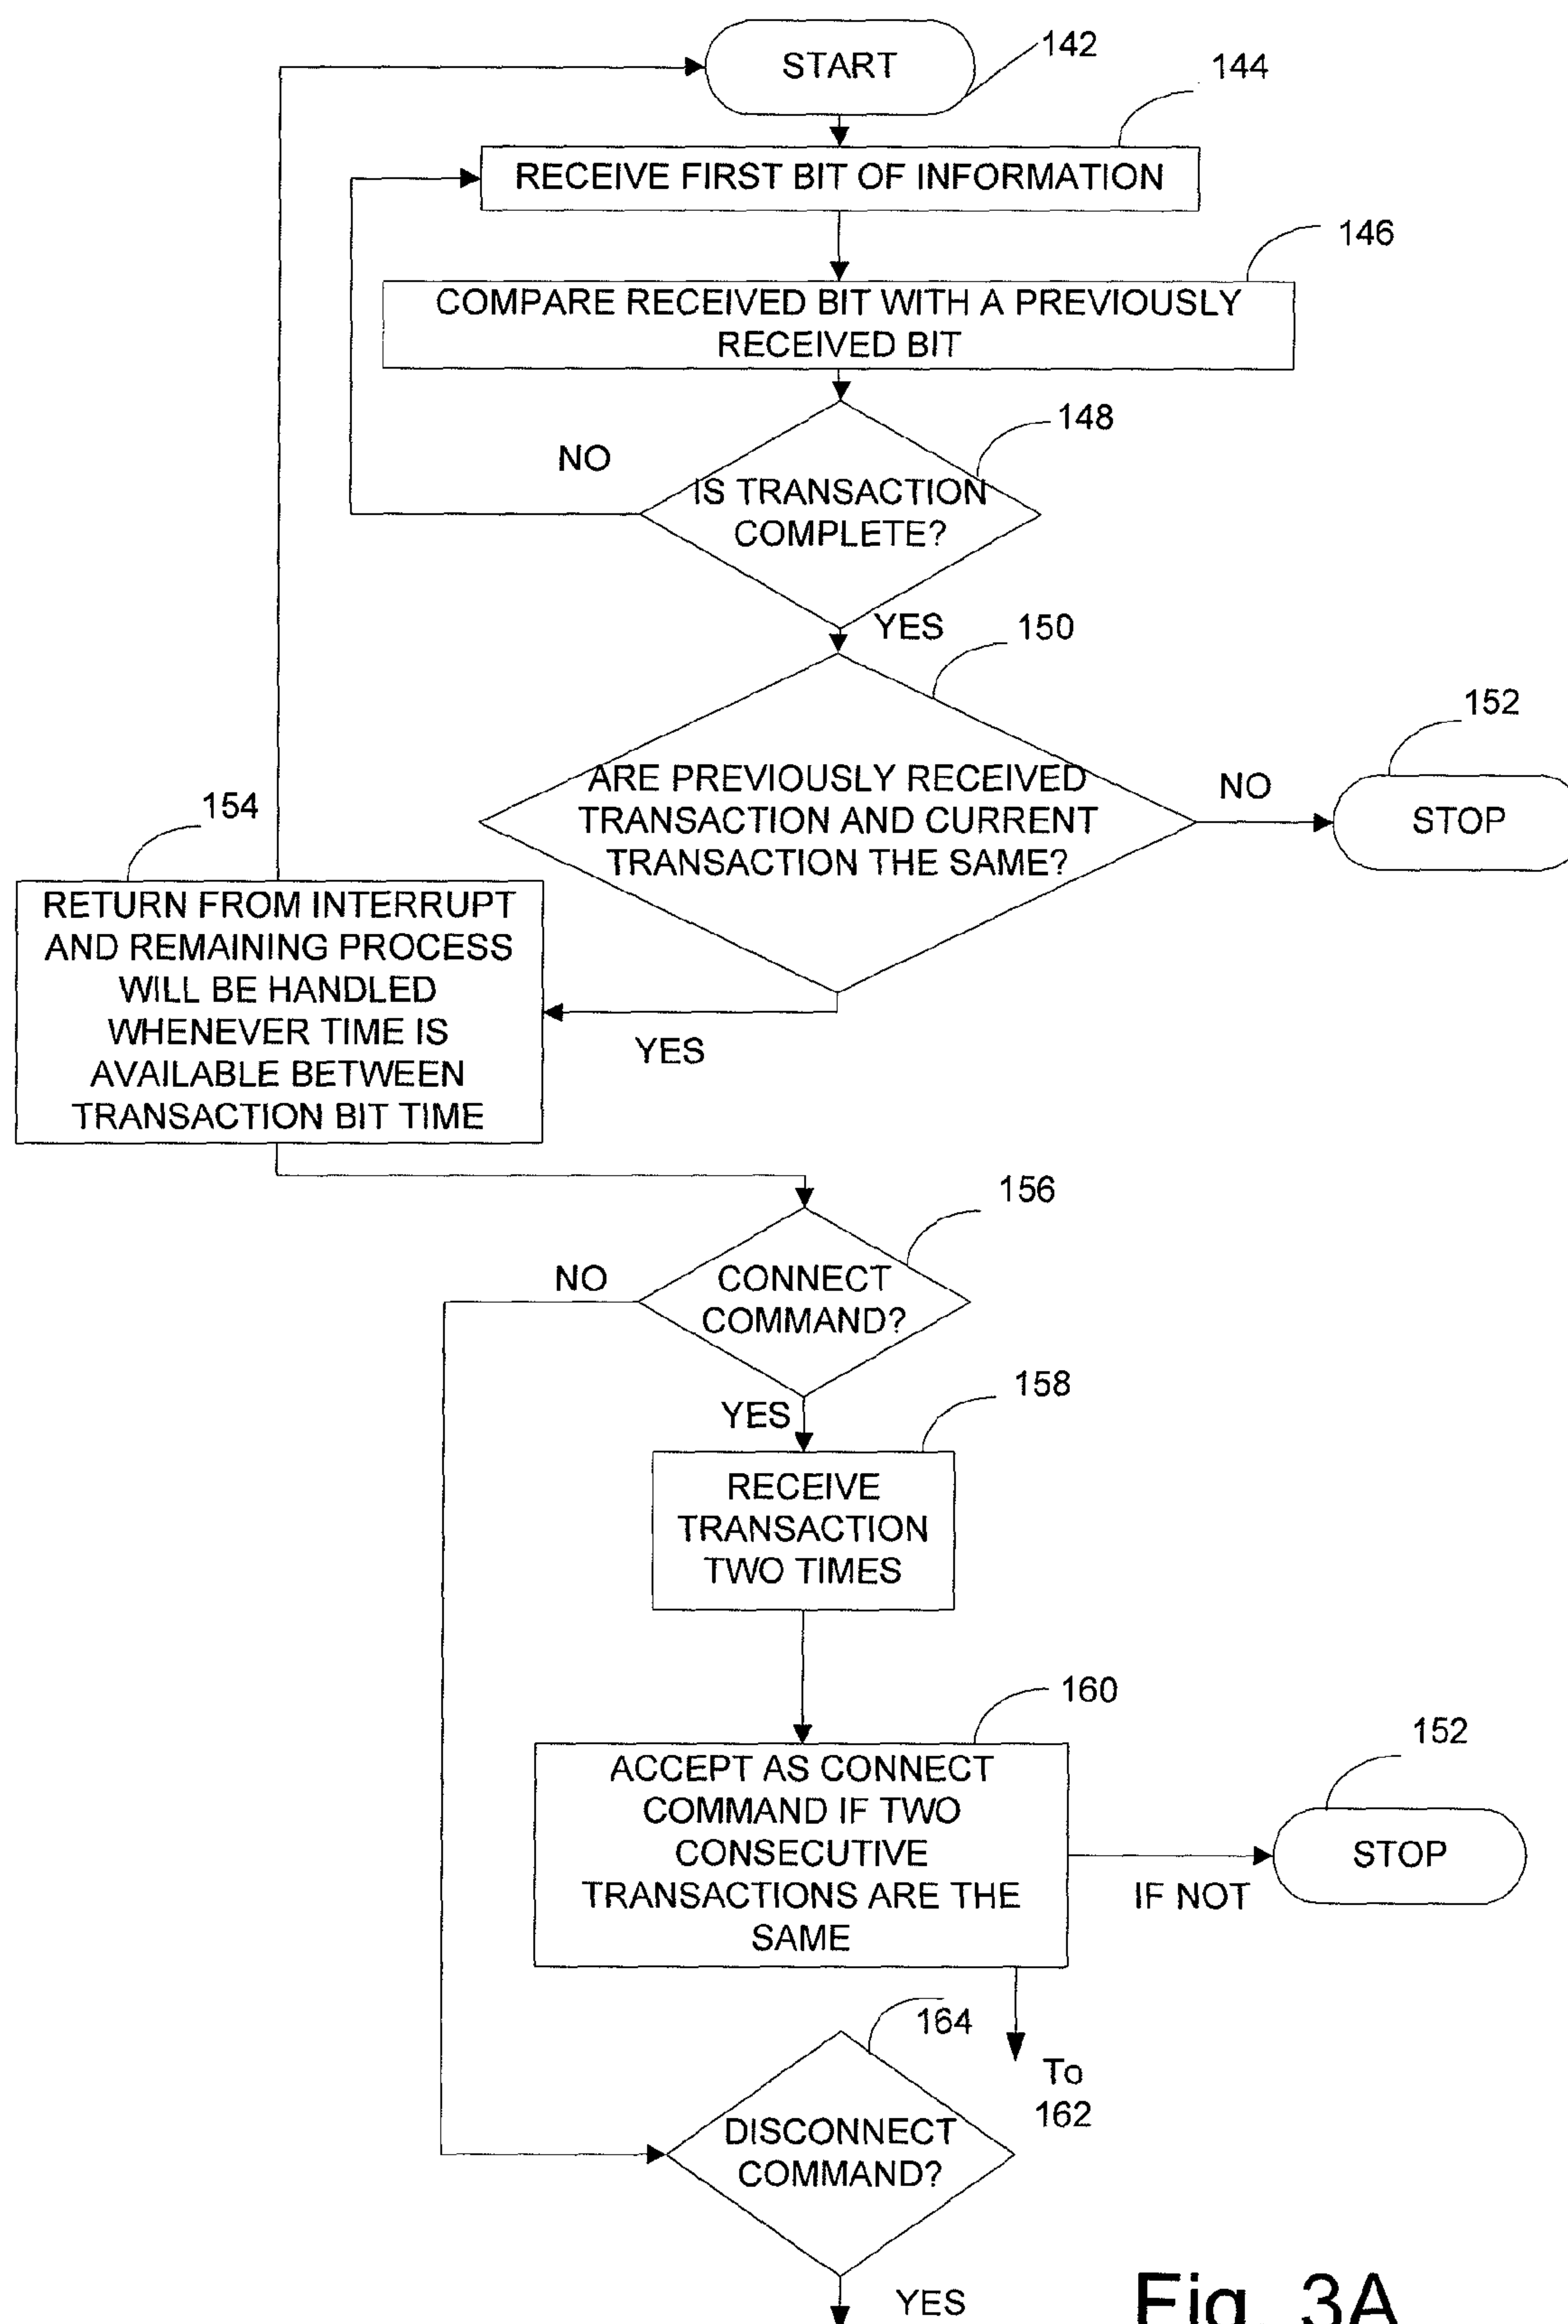 START
142
144
RECEIVE FIRST BIT OF INFORMATION
146
COMPARE RECEIVED BIT WITH A PREVIOUSLY
RECEIVED BIT
148
NO
IS TRANSACTION
COMPLETE?
YES
150
152
ARE PREVIOUSLY RECEIVED
TRANSACTION AND CURRENT
TRANSACTION THE SAME?
NO
STOP
154
RETURN FROM INTERRUPT
AND REMAINING PROCESS
WILL BE HANDLED
WHENEVER TIME IS
AVAILABLE BETWEEN
TRANSACTION BIT TIME
YES
156
NO
CONNECT
COMMAND?
158
YES
RECEIVE
TRANSACTION
TWO TIMES
160
152
ACCEPT AS CONNECT
COMMAND IF TWO
CONSECUTIVE
TRANSACTIONS ARE THE
SAME
STOP
IF NOT
164
To
162
DISCONNECT
COMMAND?
YES
Fig. 3A